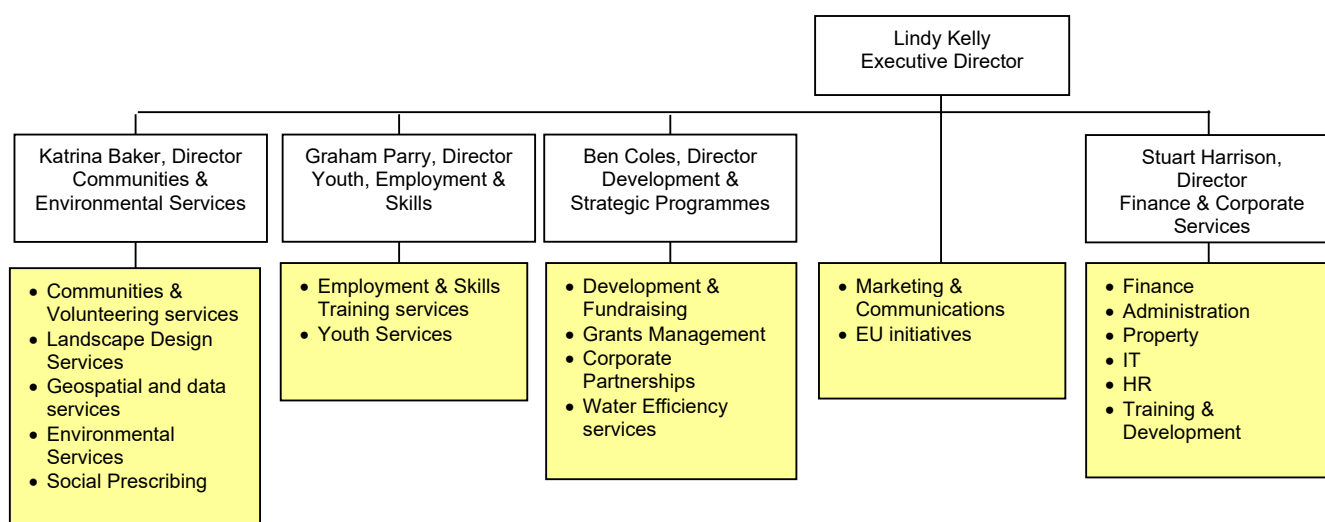 Lindy Kelly
Executive Director
Katrina Baker, Director
Communities &
Environmental Services
Graham Parry, Director
Youth, Employment &
Skills
Ben Coles, Director
Development &
Strategic Programmes
Stuart Harrison,
Director
Finance & Corporate
Services
• Communities &
Volunteering services
• Landscape Design
Services
• Geospatial and data
services
• Environmental
Services
• Social Prescribing
• Employment & Skills
Training services
• Youth Services
• Development &
Fundraising
• Grants Management
• Corporate
Partnerships
• Water Efficiency
services
• Marketing &
Communications
• EU initiatives
• Finance
• Administration
• Property
• IT
• HR
• Training &
Development